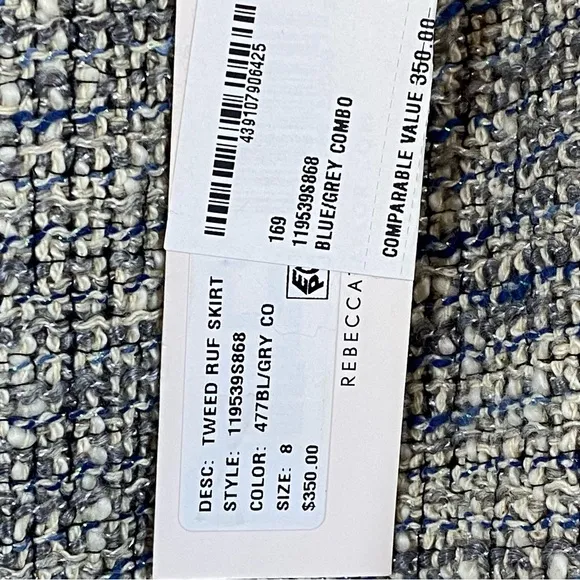 439107906425
169
119539S868
BLUE/GREY COMBO
COMPARABLE VALUE 350.00
DESC: TWEED RUF SKIRT
STYLE: 119539S868
COLOR: 477BL/GRY CO
SIZE: 8
$350.00
REBECCA